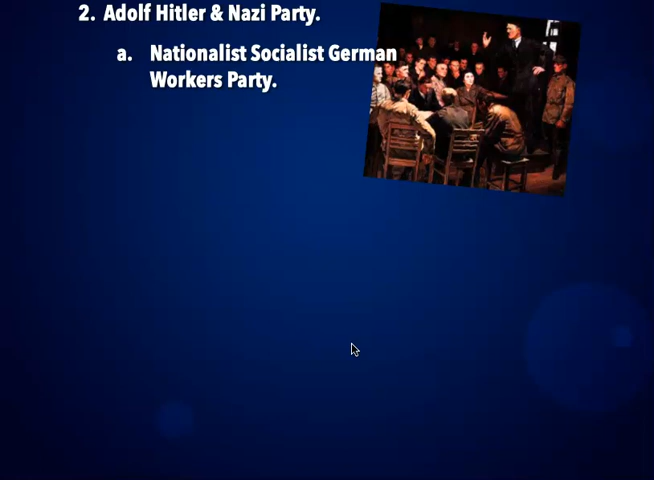 2. Adolf Hitler & Nazi Party.
a. Nationalist Socialist German
Workers Party.